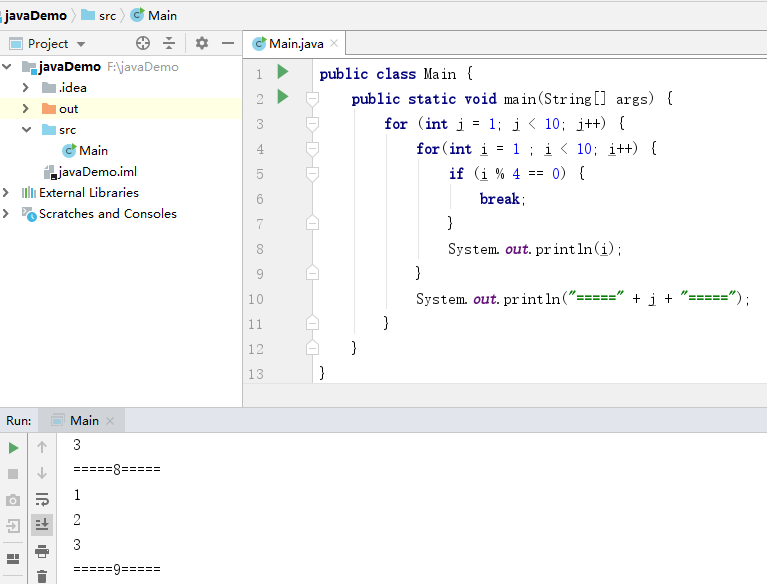 javaDemo src Main
Project
Main.java
javaDemo F:\javaDemo
.idea
out
src
Main
javaDemo.iml
External Libraries
Scratches and Consoles
1 public class Main {
2 public static void main(String[] args) {
3 for (int j = 1; j < 10; j++) {
4 for(int i = 1 ; i < 10; i++) {
5 if (i % 4 == 0) {
6 break;
7 }
8 System.out.println(i);
9 }
10 System.out.println("=====" + j + "=====");
11 }
12 }
13 }
Run: Main
3
=====8=====
1
2
3
=====9=====